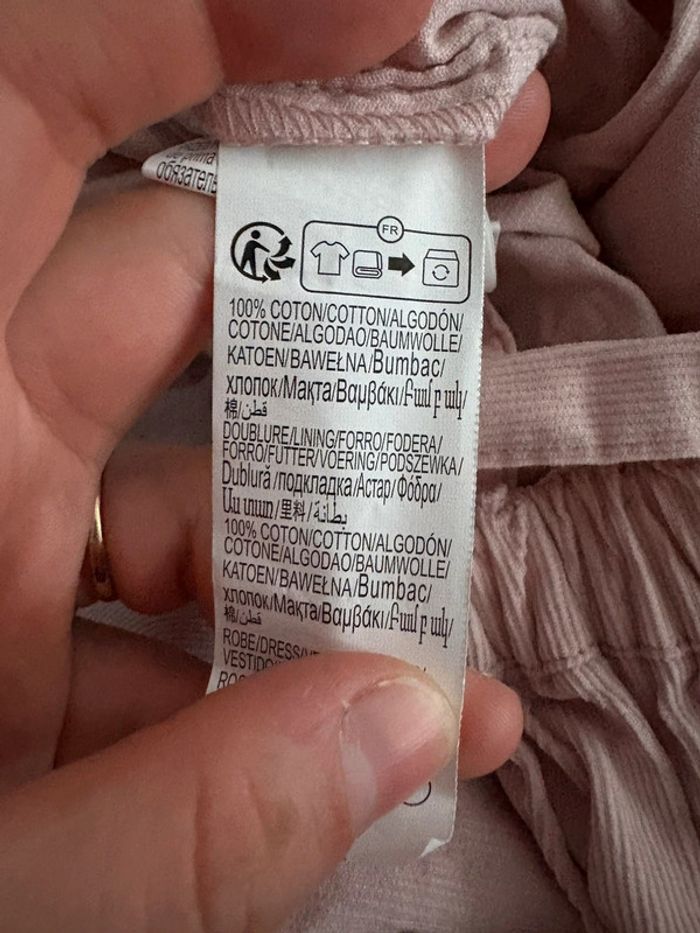 обязатель
FR
100% COTON/COTTON/ALGODÓN/
COTONE/ALGODAO/BAUMWOLLE/
KATOEN/BAWEŁNA/Bumbac/
хлопок/Мақта/Βαμβάκι/Բամբակ/
棉/قطن
DOUBLURE/LINING/FORRO/FODERA/
FORRO/FUTTER/VOERING/PODSZEWKA/
Dublură/подкладка/Астар/Φόδρα/
Աստառ/里料/بطانة/
100% COTON/COTTON/ALGODÓN/
COTONE/ALGODAO/BAUMWOLLE/
KATOEN/BAWEŁNA/Bumbac/
хлопок/Мақта/Βαμβάκι/Բամբակ/
棉/قطن
ROBE/DRESS/
VESTIDO